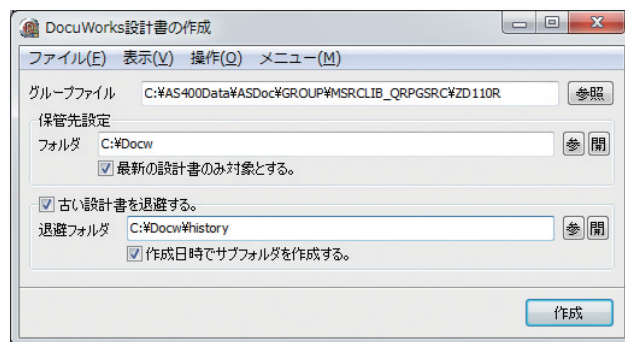 DocuWorks設計書の作成
ファイル(F) 表示(V) 操作(O) メニュー(M)
グループファイル C:¥AS400Data¥ASDoc¥GROUP¥MSRCLIB_QRPGSRC¥ZD110R 参照
保管先設定
フォルダ C:¥Docw 参 開
最新の設計書のみ対象とする。
古い設計書を退避する。
退避フォルダ C:¥Docw¥history 参 開
作成日時でサブフォルダを作成する。
作成